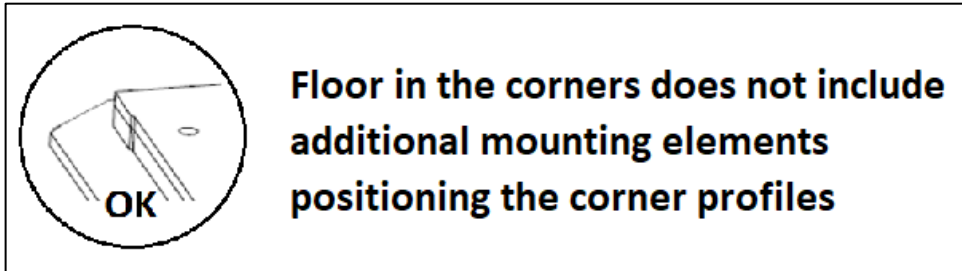 Floor in the corners does not include
additional mounting elements
positioning the corner profiles
OK